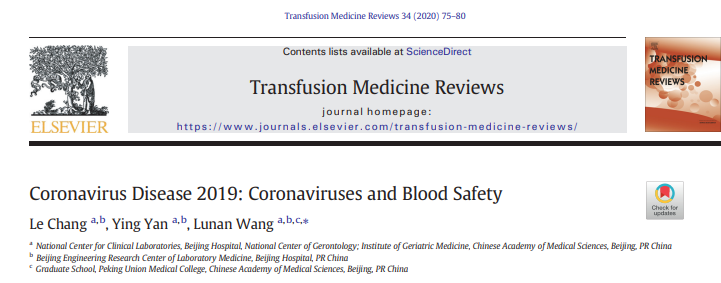 Transfusion Medicine Reviews 34 (2020) 75–80
Contents lists available at ScienceDirect
Transfusion Medicine Reviews
journal homepage:
https://www.journals.elsevier.com/transfusion-medicine-reviews/
ELSEVIER
TRANSFUSION
MEDICINE
REVIEWS
Coronavirus Disease 2019: Coronaviruses and Blood Safety
Check for
updates
Le Chang a,b, Ying Yan a,b, Lunan Wang a,b,c,*
a National Center for Clinical Laboratories, Beijing Hospital, National Center of Gerontology; Institute of Geriatric Medicine, Chinese Academy of Medical Sciences, Beijing, PR China
b Beijing Engineering Research Center of Laboratory Medicine, Beijing Hospital, PR China
c Graduate School, Peking Union Medical College, Chinese Academy of Medical Sciences, Beijing, PR China